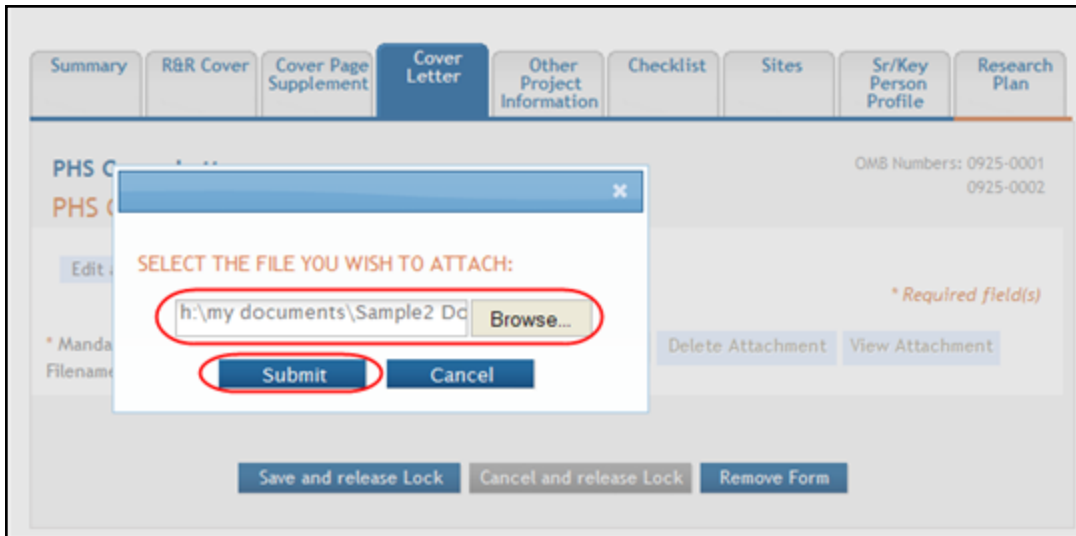 Summary
R&R Cover
Cover Page
Supplement
Cover
Letter
Other
Project
Information
Checklist
Sites
Sr/Key
Person
Profile
Research
Plan
PHS
OMB Numbers: 0925-0001
0925-0002
PHS
SELECT THE FILE YOU WISH TO ATTACH:
Edit
* Required field(s)
h:\my documents\Sample2 Do
Browse...
* Manda
Delete Attachment
View Attachment
Filename
Submit
Cancel
Save and release Lock
Cancel and release Lock
Remove Form